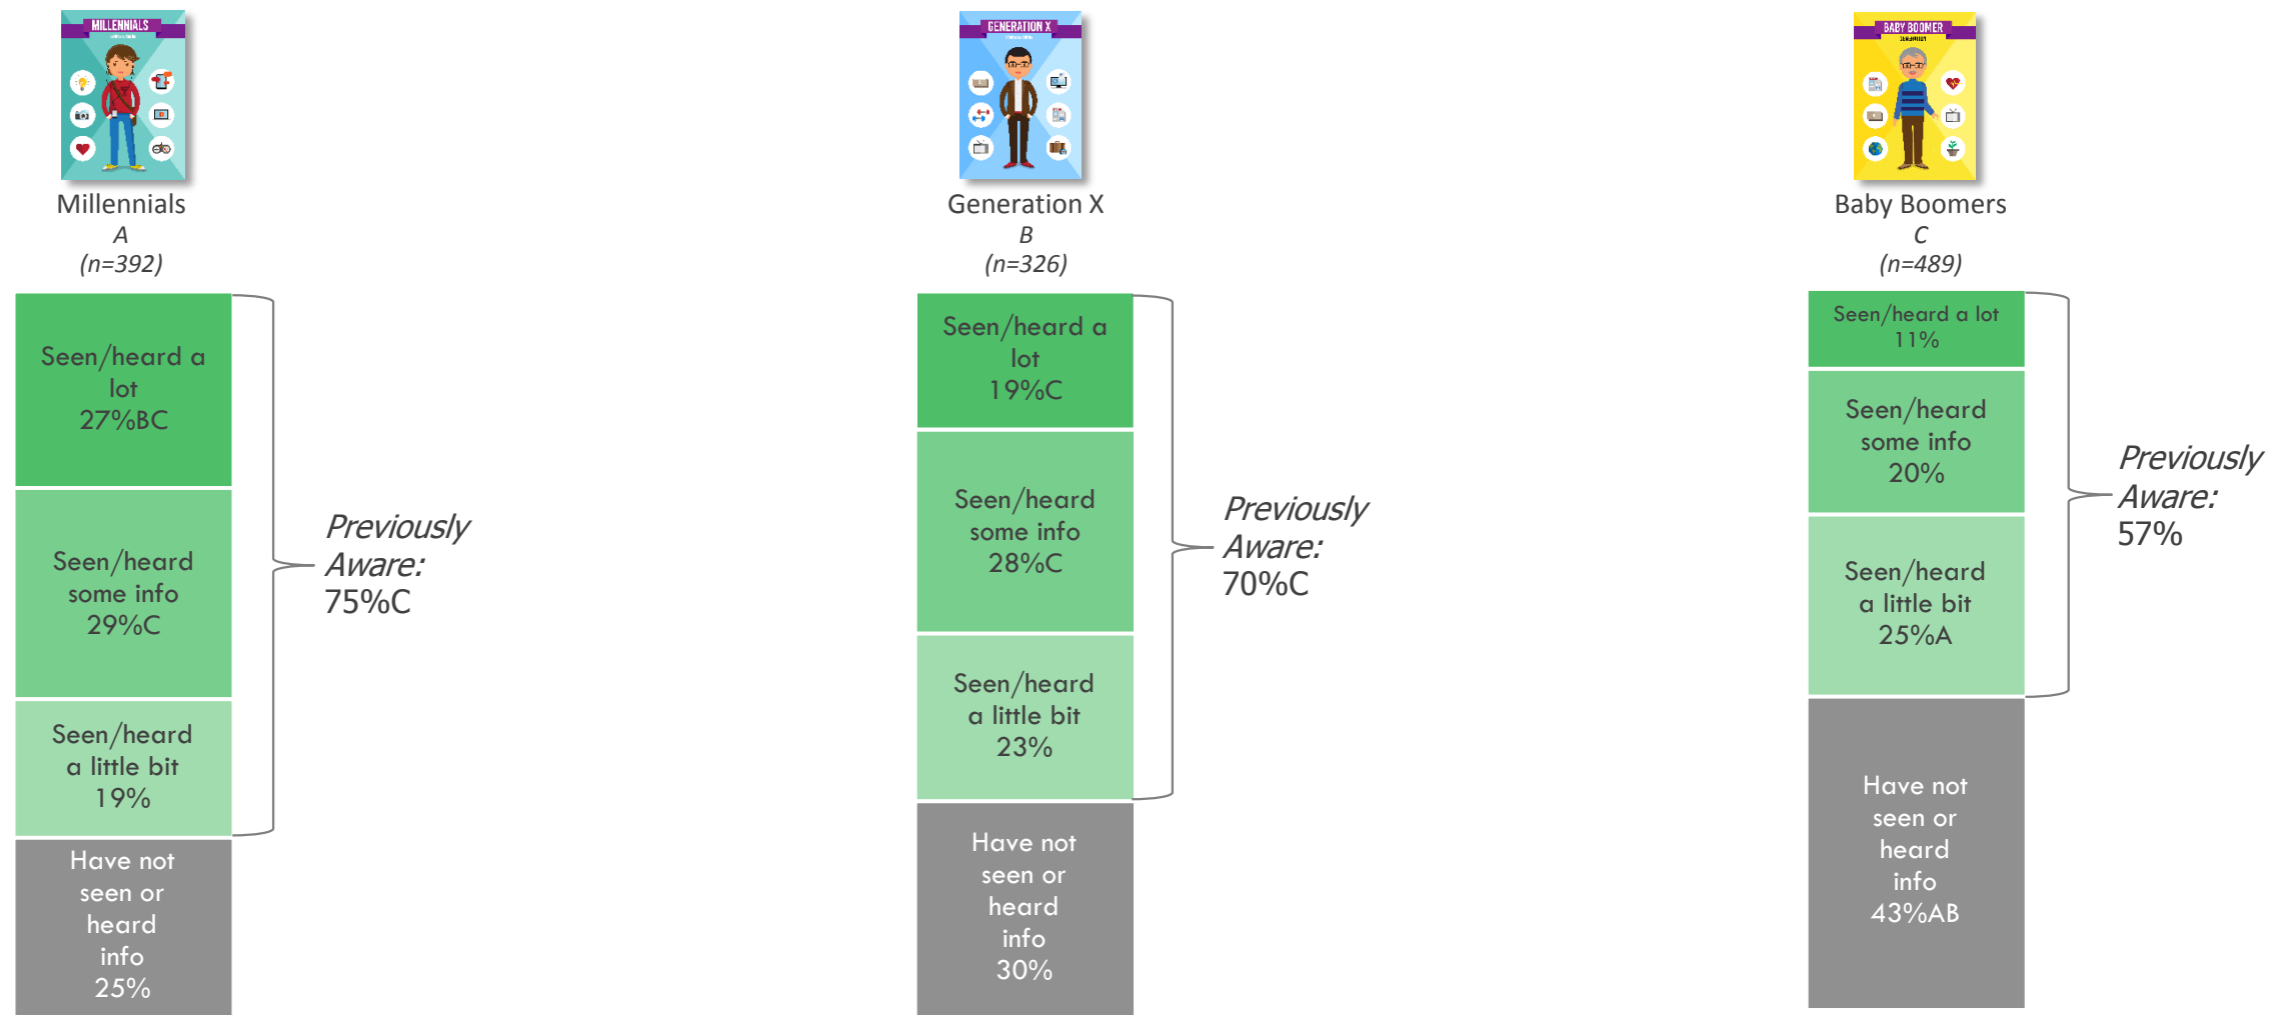 MILLENNIALS
Millennials
A
(n=392)
Seen/heard a
lot
27%BC
Seen/heard
some info
29%C
Seen/heard
a little bit
19%
Have not
seen or
heard
info
25%
Previously
Aware:
75%C
GENERATION X
Generation X
B
(n=326)
Seen/heard a
lot
19%C
Seen/heard
some info
28%C
Seen/heard
a little bit
23%
Have not
seen or
heard
info
30%
Previously
Aware:
70%C
BABY BOOMER
GENERATION
Baby Boomers
C
(n=489)
Seen/heard a lot
11%
Seen/heard
some info
20%
Seen/heard
a little bit
25%A
Have not
seen or
heard
info
43%AB
Previously
Aware:
57%